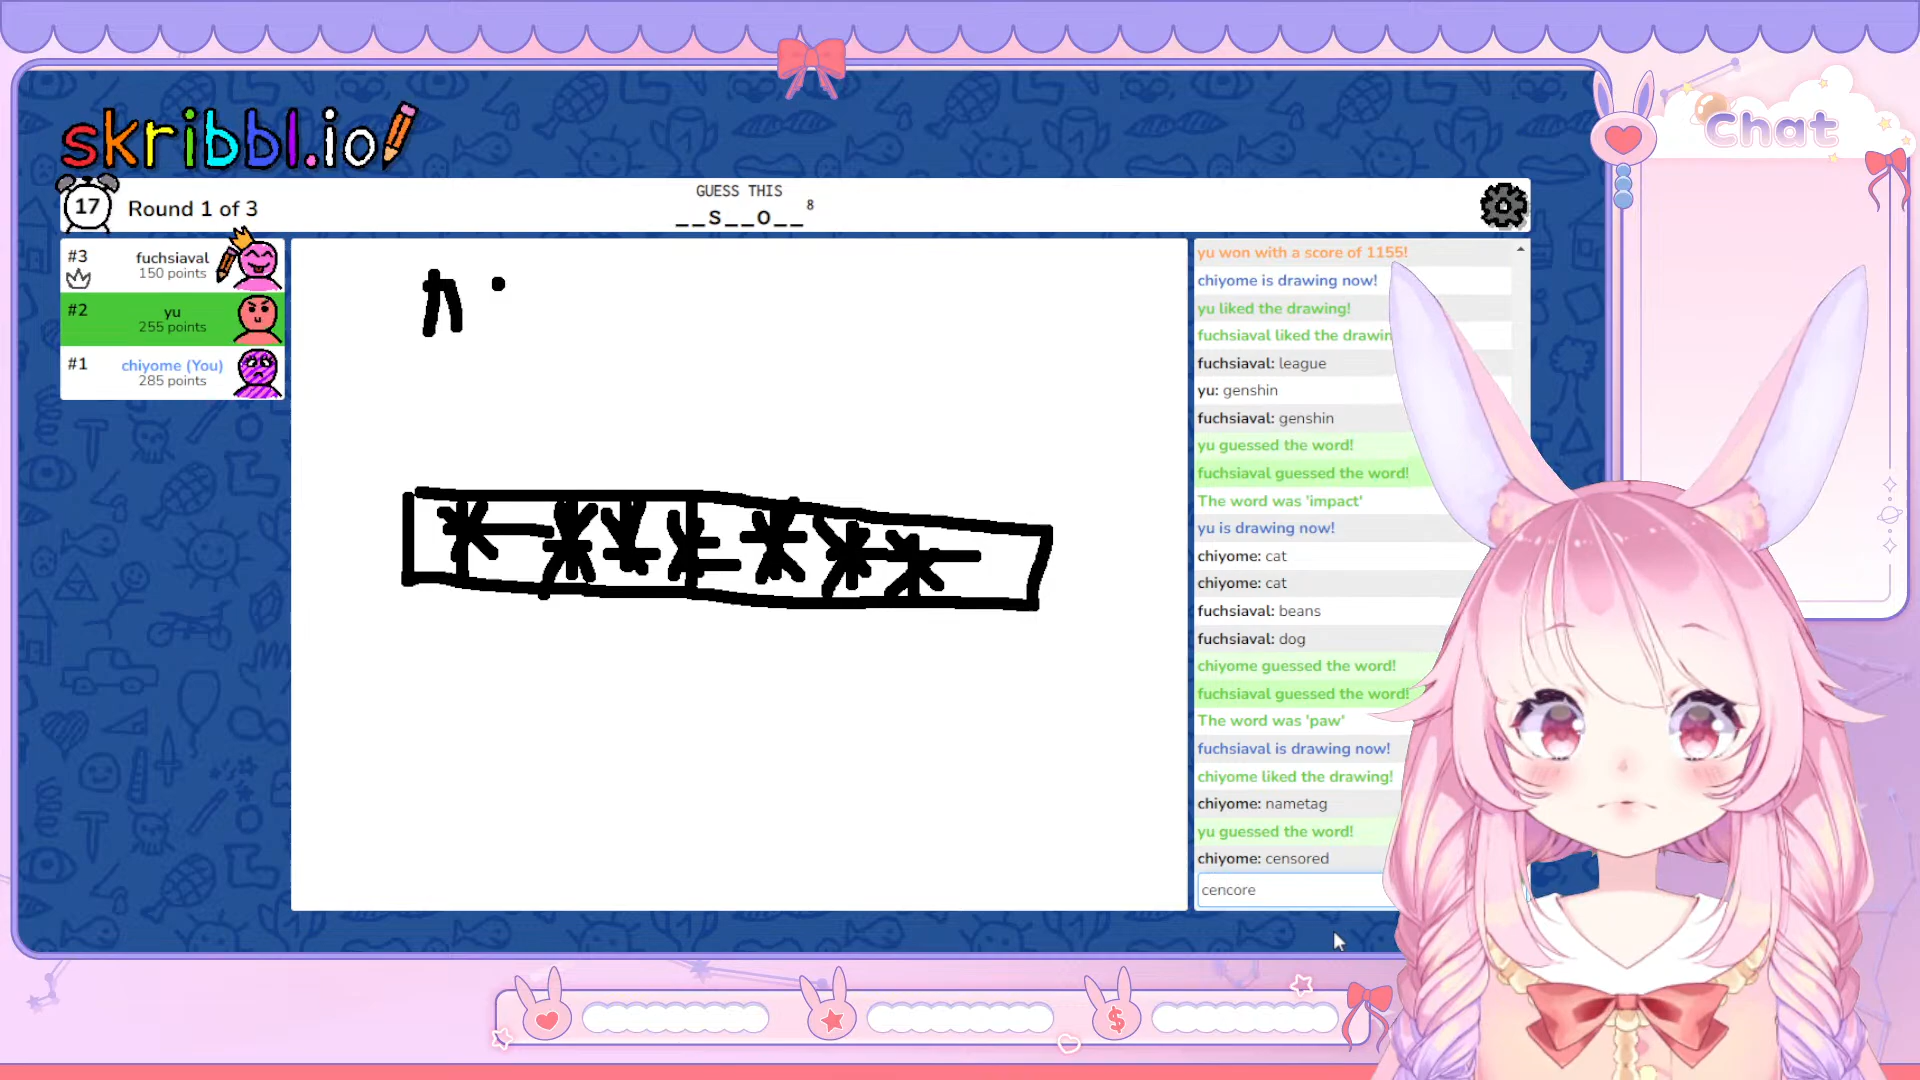 Chat
skribbl.io
17
Round 1 of 3
GUESS THIS
__s__o__ 8
#3
fuchsiaval
150 points
#2
yu
255 points
#1
chiyome (You)
285 points
n
yu won with a score of 1155!
chiyome is drawing now!
yu liked the drawing!
fuchsiaval liked the drawin
fuchsiaval: league
yu: genshin
fuchsiaval: genshin
yu guessed the word!
fuchsiaval guessed the word!
The word was 'impact'
yu is drawing now!
chiyome: cat
chiyome: cat
fuchsiaval: beans
fuchsiaval: dog
chiyome guessed the word!
fuchsiaval guessed the word!
The word was 'paw'
fuchsiaval is drawing now!
chiyome liked the drawing!
chiyome: nametag
yu guessed the word!
chiyome: censored
cencore
$